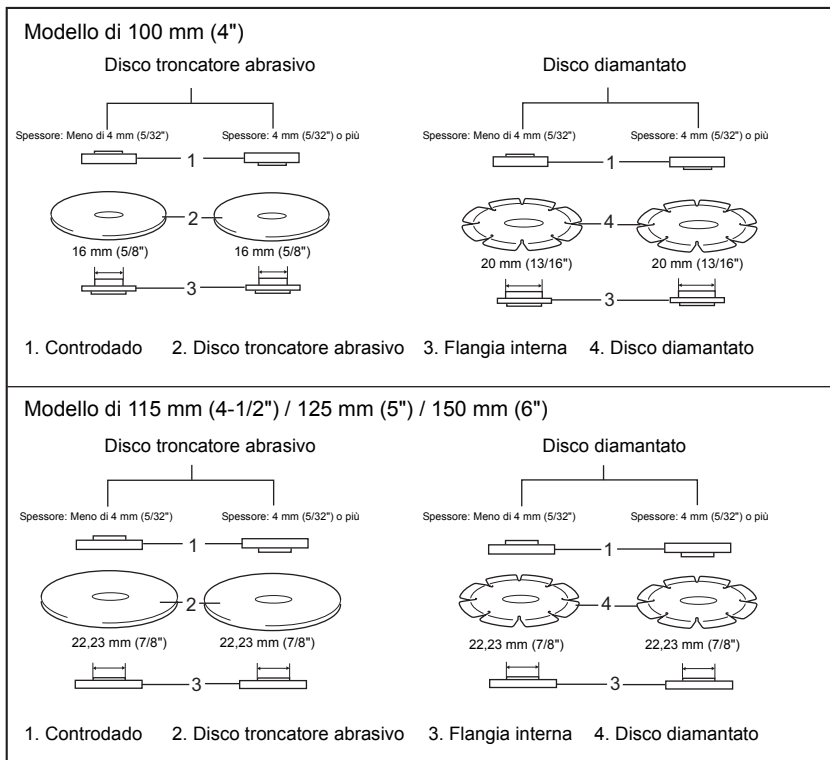 Modello di 100 mm (4")
Disco troncatore abrasivo
Disco diamantato
Spessore: Meno di 4 mm (5/32")
Spessore: 4 mm (5/32") o più
Spessore: Meno di 4 mm (5/32")
Spessore: 4 mm (5/32") o più
1
1
2
4
16 mm (5/8")
16 mm (5/8")
20 mm (13/16")
20 mm (13/16")
3
3
1. Controdado 2. Disco troncatore abrasivo 3. Flangia interna 4. Disco diamantato
Modello di 115 mm (4-1/2") / 125 mm (5") / 150 mm (6")
Disco troncatore abrasivo
Disco diamantato
Spessore: Meno di 4 mm (5/32")
Spessore: 4 mm (5/32") o più
Spessore: Meno di 4 mm (5/32")
Spessore: 4 mm (5/32") o più
1
1
2
4
22,23 mm (7/8")
22,23 mm (7/8")
22,23 mm (7/8")
22,23 mm (7/8")
3
3
1. Controdado 2. Disco troncatore abrasivo 3. Flangia interna 4. Disco diamantato